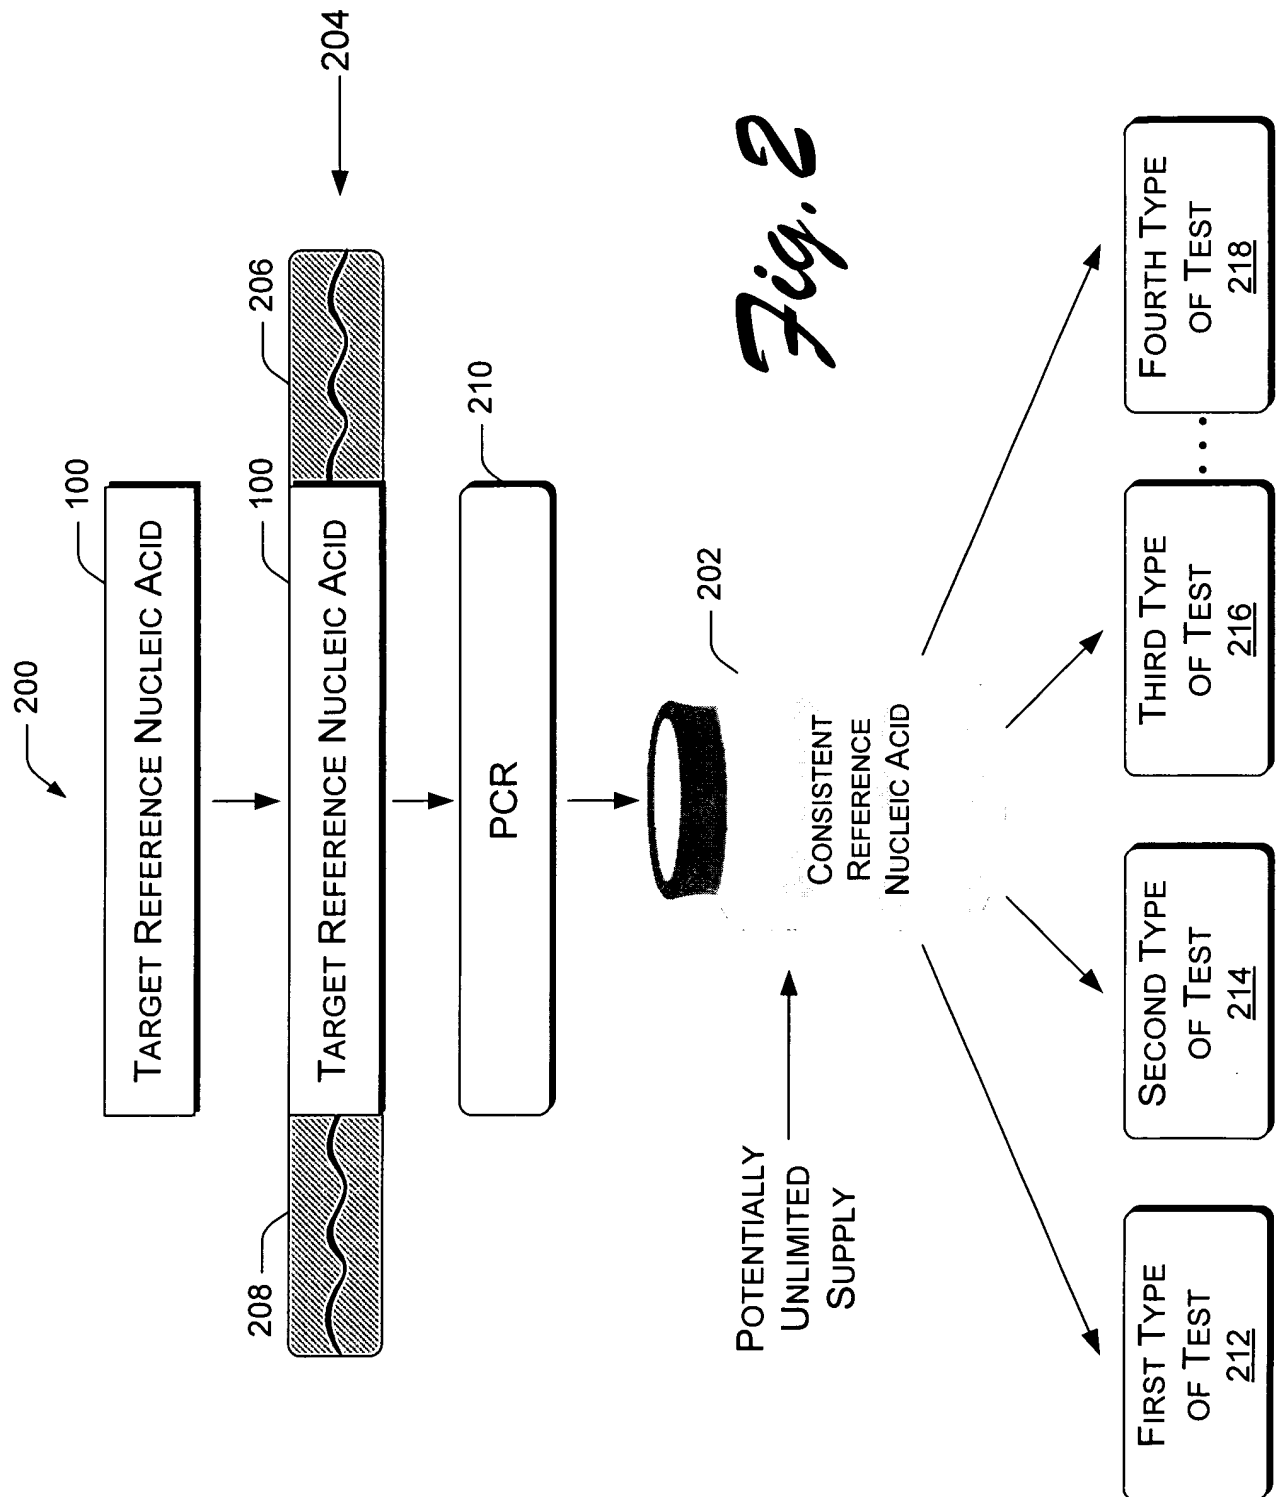 200
100
TARGET REFERENCE NUCLEIC ACID
204
208
100
206
TARGET REFERENCE NUCLEIC ACID
210
PCR
202
POTENTIALLY
UNLIMITED
SUPPLY
CONSISTENT
REFERENCE
NUCLEIC ACID
Fig. 2
FIRST TYPE
OF TEST
212
SECOND TYPE
OF TEST
214
THIRD TYPE
OF TEST
216
• • •
FOURTH TYPE
OF TEST
218